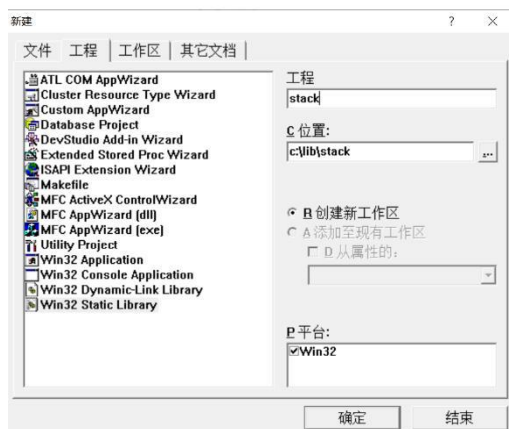 新建
? ×
文件 工程 工作区 其它文档
ATL COM AppWizard
Cluster Resource Type Wizard
Custom AppWizard
Database Project
DevStudio Add-in Wizard
Extended Stored Proc Wizard
ISAPI Extension Wizard
Makefile
MFC ActiveX ControlWizard
MFC AppWizard (dll)
MFC AppWizard (exe)
Utility Project
Win32 Application
Win32 Console Application
Win32 Dynamic-Link Library
Win32 Static Library
工程
stack
C 位置:
c:\lib\stack
...
R 创建新工作区
A 添加至现有工作区
D 从属性的:
P 平台:
Win32
确定
结束